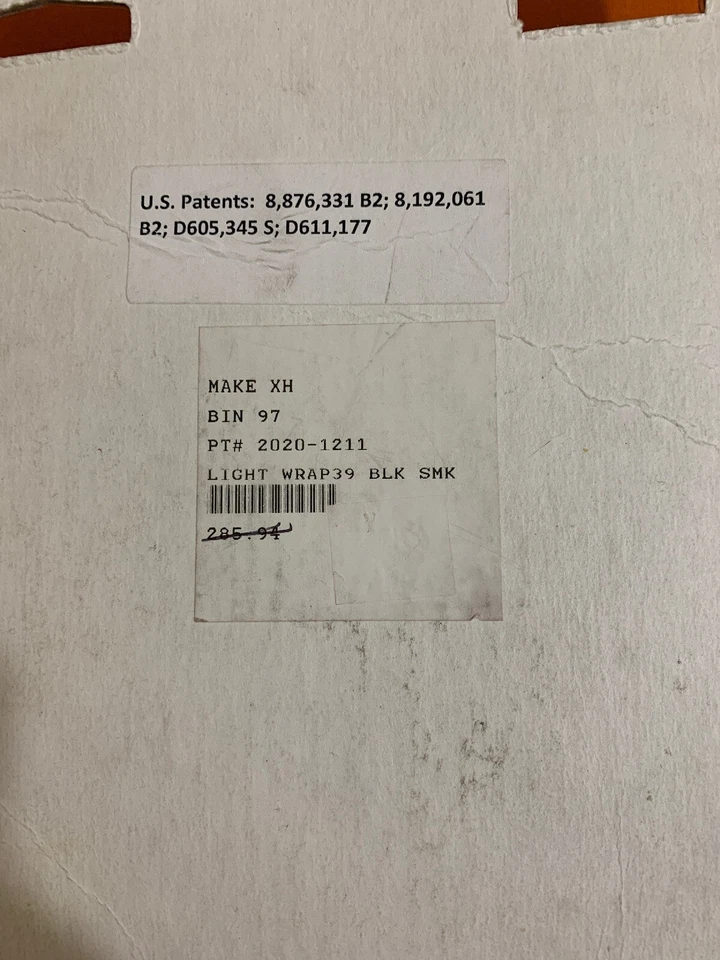 U.S. Patents: 8,876,331 B2; 8,192,061
B2; D605,345 S; D611,177
MAKE XH
BIN 97
PT# 2020-1211
LIGHT WRAP39 BLK SMK
285.94